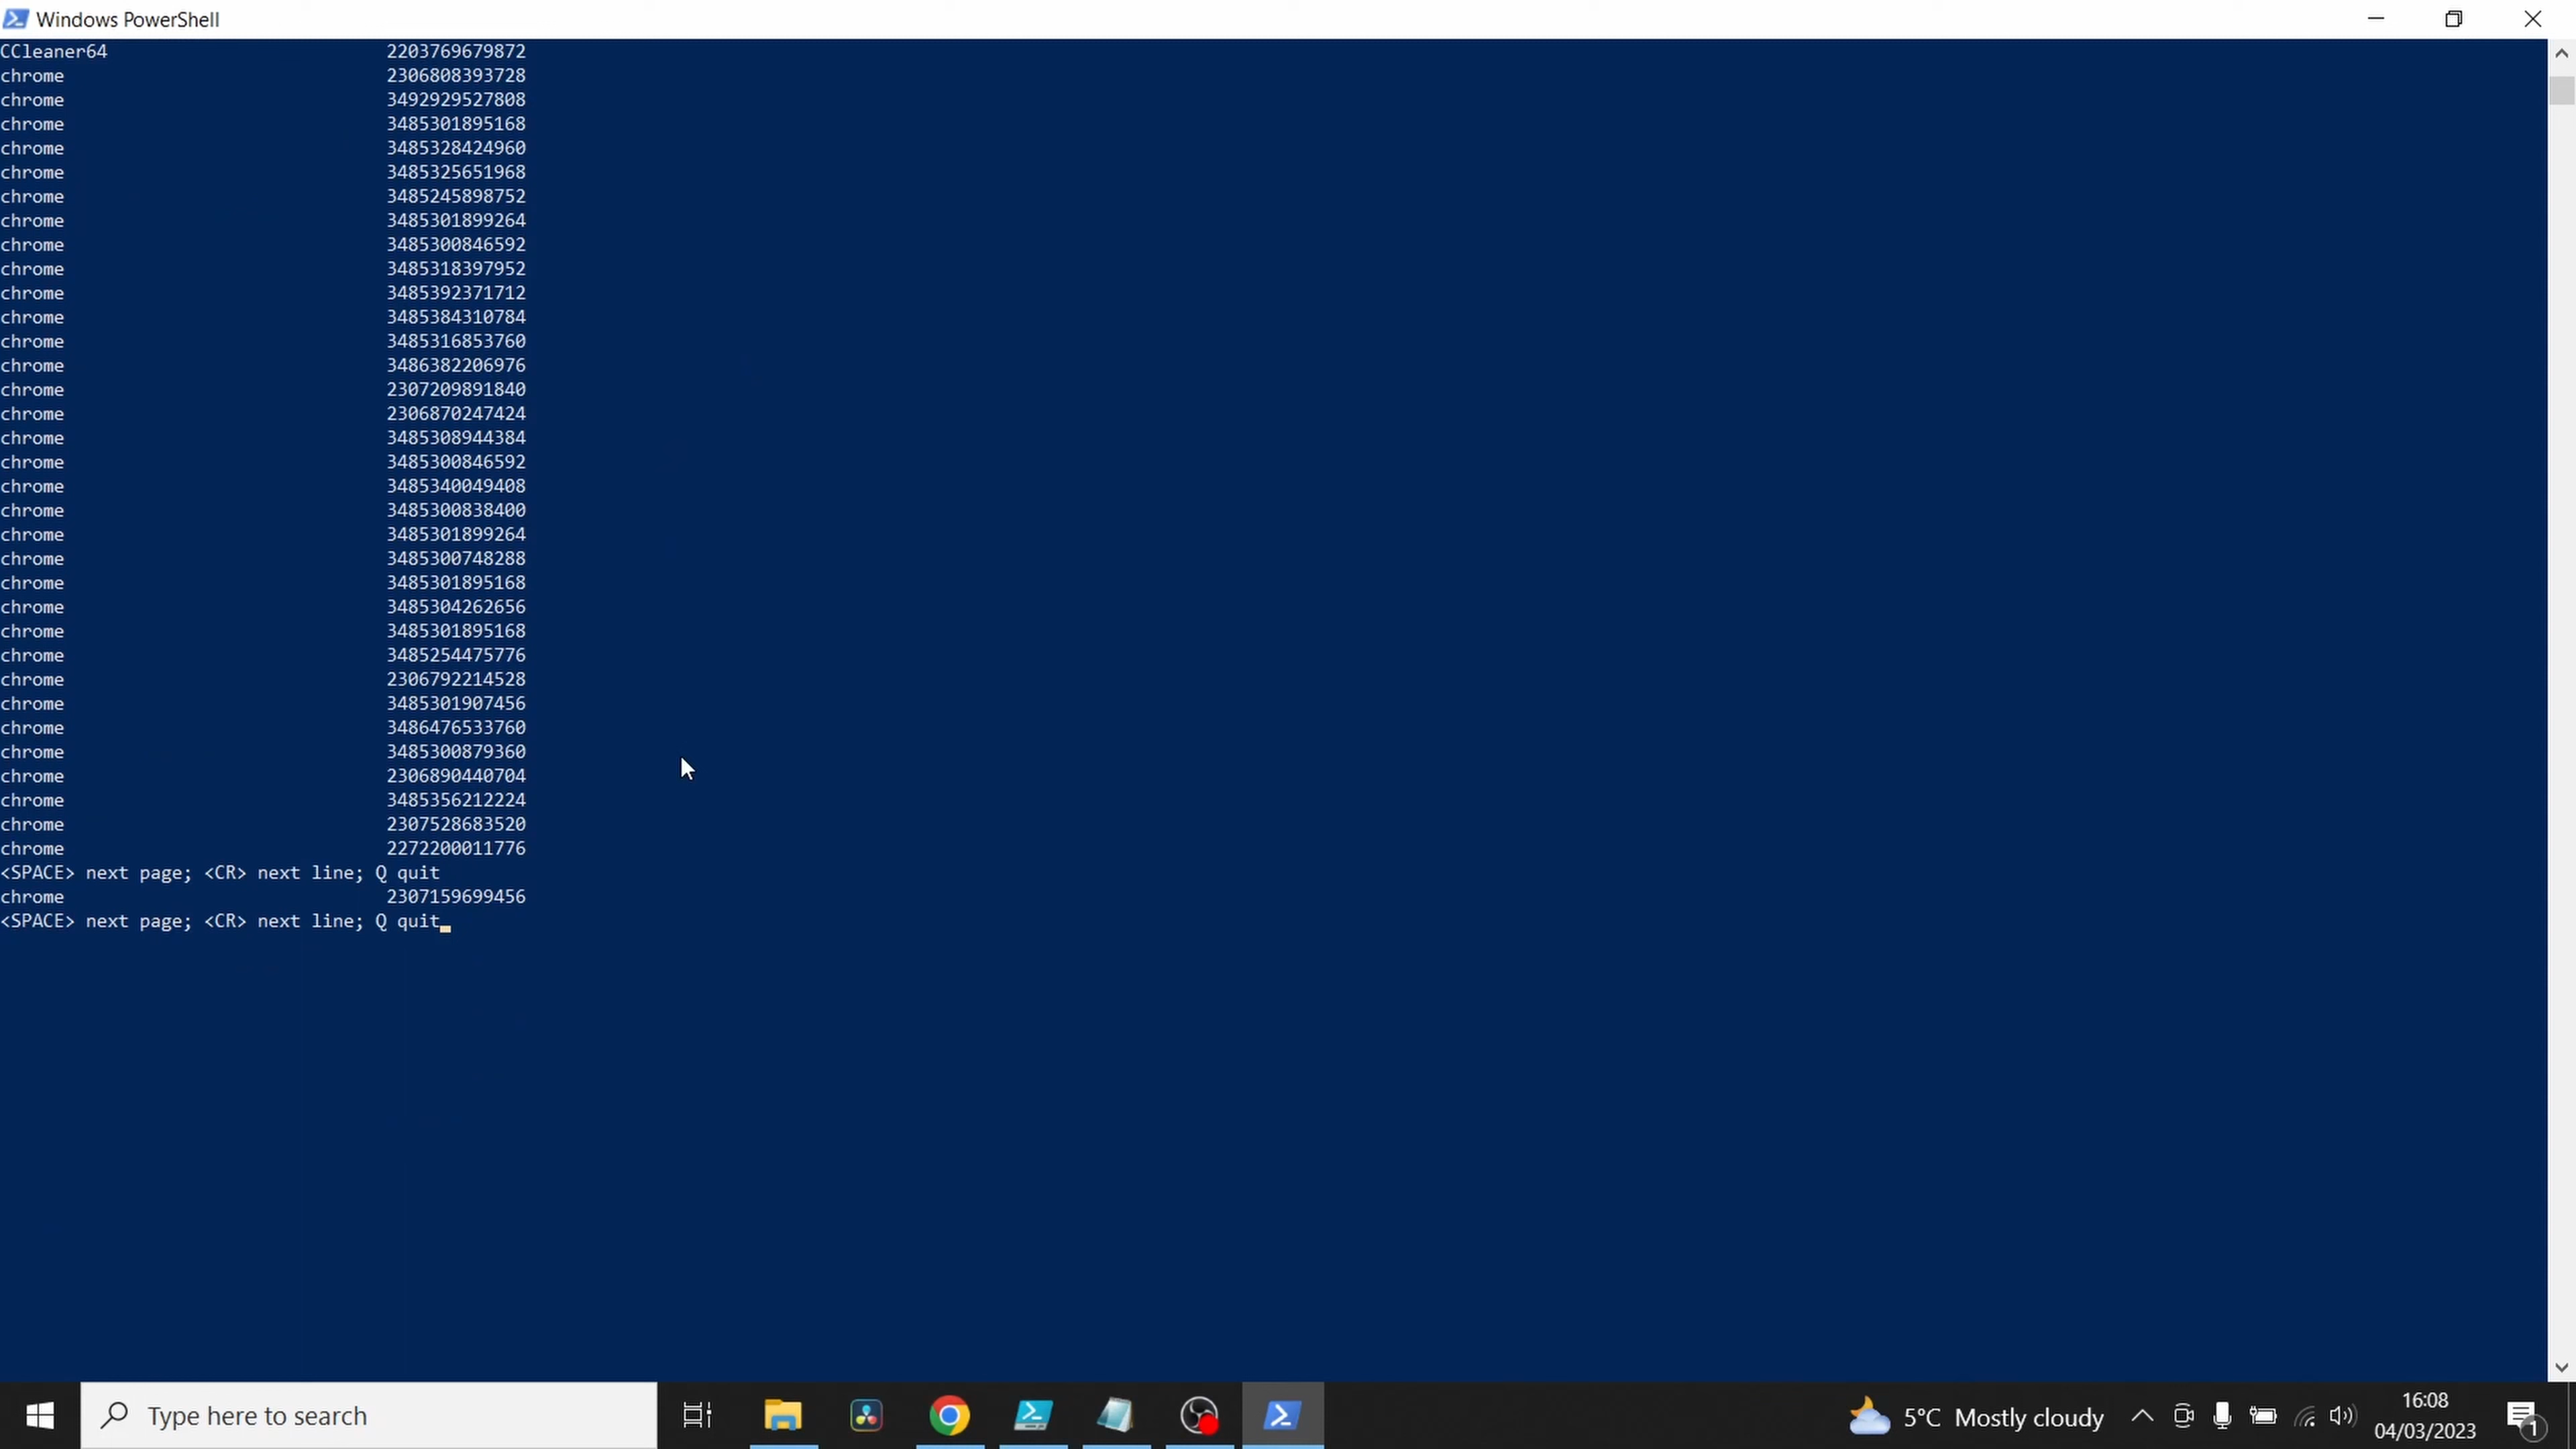 Windows PowerShell
CCleaner64 2203769679872
chrome 2306808393728
chrome 3492929527808
chrome 3485301895168
chrome 3485328424960
chrome 3485325651968
chrome 3485245898752
chrome 3485301899264
chrome 3485300846592
chrome 3485318397952
chrome 3485392371712
chrome 3485384310784
chrome 3485316853760
chrome 3486382206976
chrome 2307209891840
chrome 2306870247424
chrome 3485308944384
chrome 3485300846592
chrome 3485340049408
chrome 3485300838400
chrome 3485301899264
chrome 3485300748288
chrome 3485301895168
chrome 3485304262656
chrome 3485301895168
chrome 3485254475776
chrome 2306792214528
chrome 3485301907456
chrome 3486476533760
chrome 3485300879360
chrome 2306890440704
chrome 3485356212224
chrome 2307528683520
chrome 2272200011776
<SPACE> next page; <CR> next line; Q quit
chrome 2307159699456
<SPACE> next page; <CR> next line; Q quit
Type here to search
5°C Mostly cloudy
16:08
04/03/2023
1